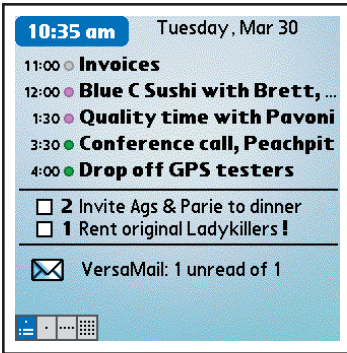 10:35 am Tuesday, Mar 30
11:00 Invoices
12:00 Blue C Sushi with Brett, ...
1:30 Quality time with Pavoni
3:30 Conference call, Peachpit
4:00 Drop off GPS testers
2 Invite Ags & Parie to dinner
1 Rent original Ladykillers!
VersaMail: 1 unread of 1